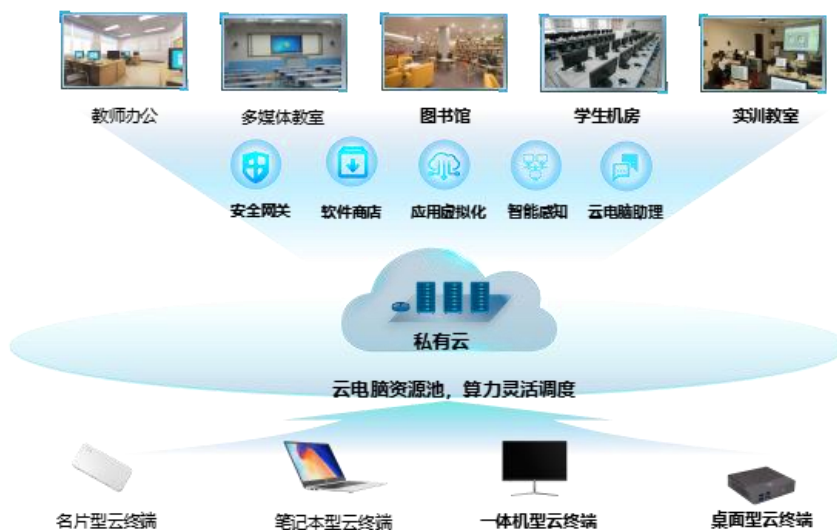 教师办公
多媒体教室
图书馆
学生机房
实训教室
安全网关
软件商店
应用虚拟化
智能感知
云电脑助理
私有云
云电脑资源池，算力灵活调度
名片型云终端
笔记本型云终端
一体机型云终端
桌面型云终端